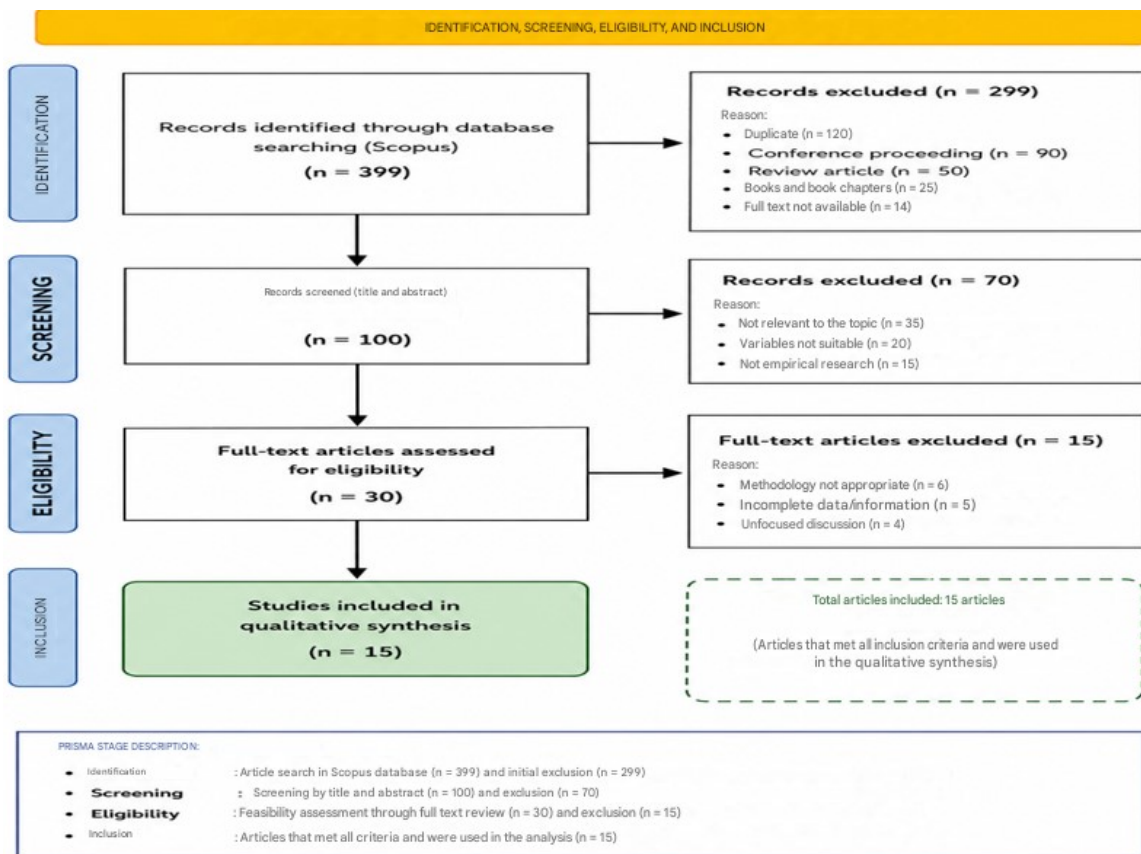 IDENTIFICATION, SCREENING, ELIGIBILITY, AND INCLUSION
IDENTIFICATION
Records identified through database
searching (Scopus)
(n = 399)
Records excluded (n = 299)
Reason:
• Duplicate (n = 120)
• Conference proceeding (n = 90)
• Review article (n = 50)
• Books and book chapters (n = 25)
• Full text not available (n = 14)
SCREENING
Records screened (title and abstract)
(n = 100)
Records excluded (n = 70)
Reason:
• Not relevant to the topic (n = 35)
• Variables not suitable (n = 20)
• Not empirical research (n = 15)
ELIGIBILITY
Full-text articles assessed
for eligibility
(n = 30)
Full-text articles excluded (n = 15)
Reason:
• Methodology not appropriate (n = 6)
• Incomplete data/information (n = 5)
• Unfocused discussion (n = 4)
INCLUSION
Studies included in
qualitative synthesis
(n = 15)
Total articles included: 15 articles
(Articles that met all inclusion criteria and were used
in the qualitative synthesis)
PRISMA STAGE DESCRIPTION:
• Identification : Article search in Scopus database (n = 399) and initial exclusion (n = 299)
• Screening : Screening by title and abstract (n = 100) and exclusion (n = 70)
• Eligibility : Feasibility assessment through full text review (n = 30) and exclusion (n = 15)
• Inclusion : Articles that met all criteria and were used in the analysis (n = 15)